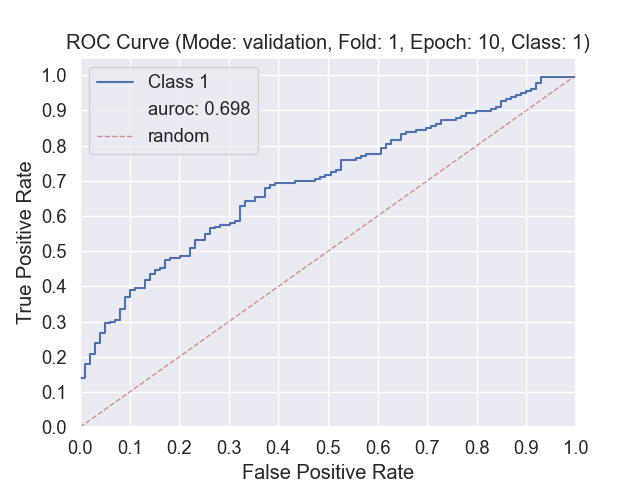 ROC Curve (Mode: validation, Fold: 1, Epoch: 10, Class: 1)
Class 1
auroc: 0.698
random
True Positive Rate
1.0
0.9
0.8
0.7
0.6
0.5
0.4
0.3
0.2
0.1
0.0
0.0 0.1 0.2 0.3 0.4 0.5 0.6 0.7 0.8 0.9 1.0
False Positive Rate